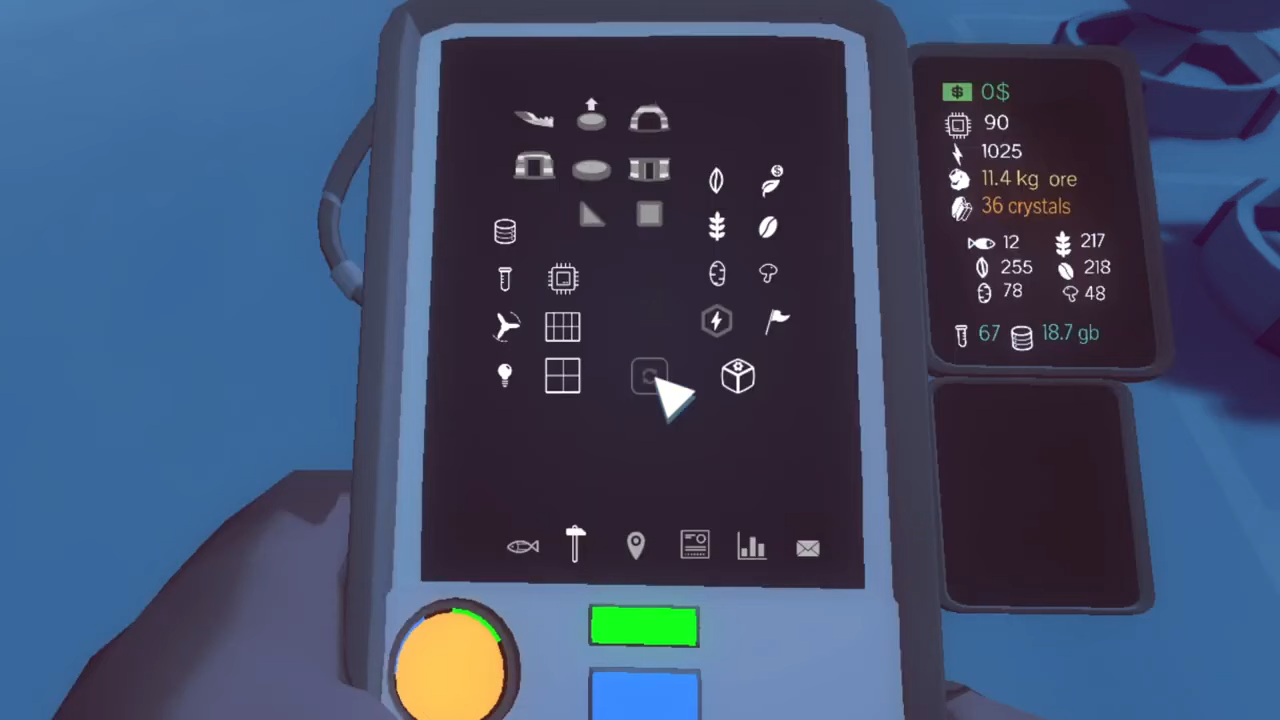 $ 0$
90
1025
11.4 kg ore
36 crystals
12 217
255 218
78 48
67 18.7 gb
$